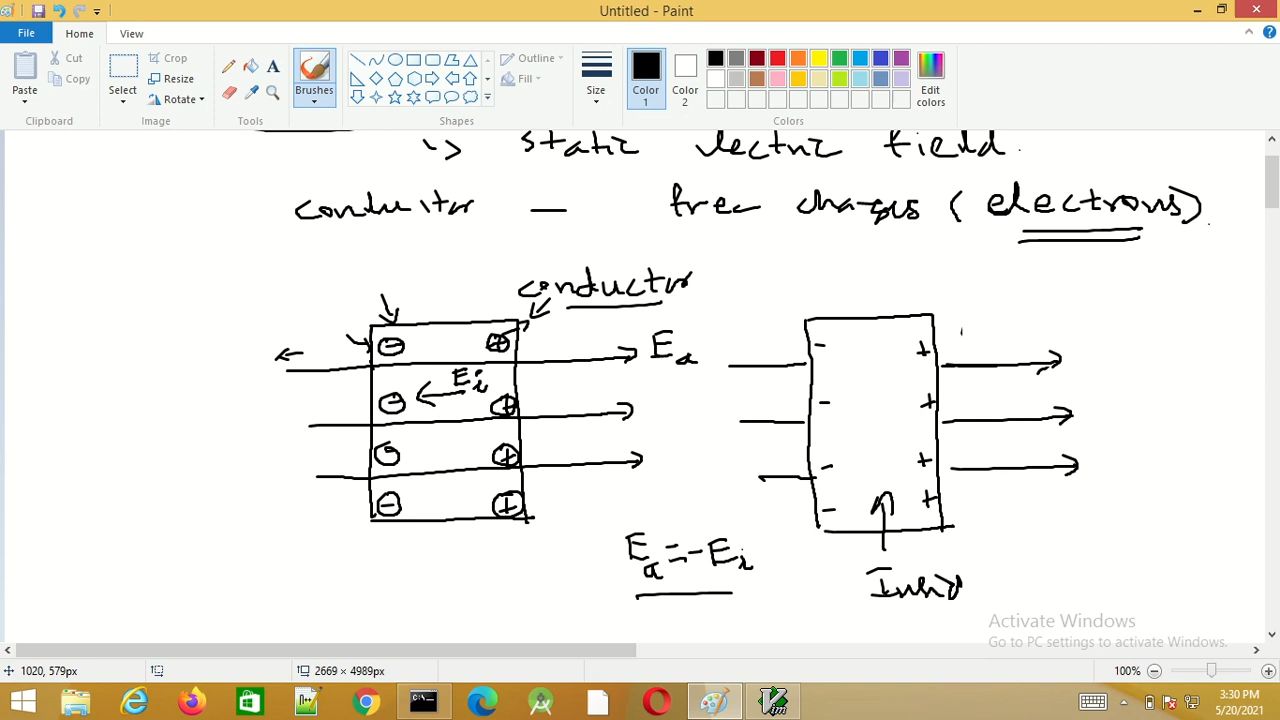 Untitled - Paint
File Home View
Paste Cut Copy Select Crop Resize Rotate Brushes Outline Fill Size Color 1 Color 2 Edit colors
Clipboard Image Tools Shapes Colors
↳ static electric field.
conductor — free charges (electrons).
conductor
− + Ea − +
Ei
− + − +
+ − +
− + − +
Ea = -Ei
Insid
Activate Windows
Go to PC settings to activate Windows.
1020, 579px 2669 × 4989px 100%
3:30 PM
5/20/2021